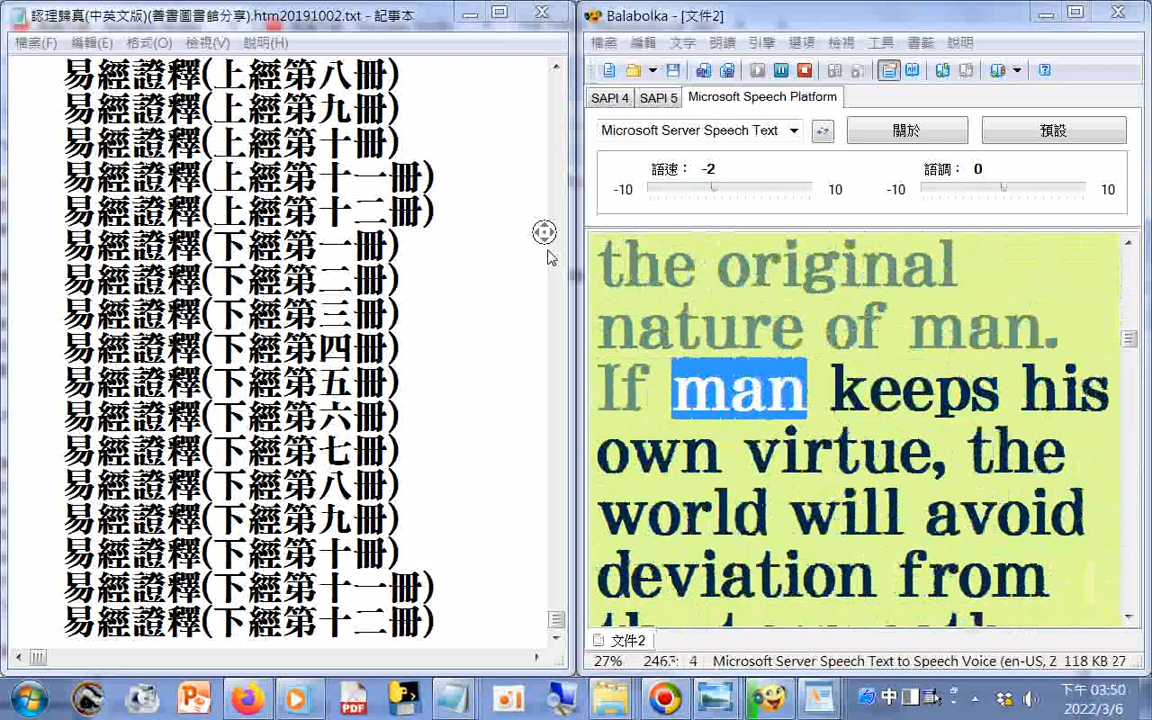 認理歸真(中英文版)(善書圖書館分享).htm20191002.txt - 記事本
檔案(F) 編輯(E) 格式(O) 檢視(V) 說明(H)
易經證釋(上經第八冊)
易經證釋(上經第九冊)
易經證釋(上經第十冊)
易經證釋(上經第十一冊)
易經證釋(上經第十二冊)
易經證釋(下經第一冊)
易經證釋(下經第二冊)
易經證釋(下經第三冊)
易經證釋(下經第四冊)
易經證釋(下經第五冊)
易經證釋(下經第六冊)
易經證釋(下經第七冊)
易經證釋(下經第八冊)
易經證釋(下經第九冊)
易經證釋(下經第十冊)
易經證釋(下經第十一冊)
易經證釋(下經第十二冊)
Balabolka - [文件2]
檔案 編輯 文字 朗讀 引擎 選項 檢視 工具 書籤 說明
SAPI 4 SAPI 5 Microsoft Speech Platform
Microsoft Server Speech Text 關於 預設
語速： -2 語調： 0
-10 10 -10 10
the original
nature of man.
If man keeps his
own virtue, the
world will avoid
deviation from
文件2
27% 4 Microsoft Server Speech Text to Speech Voice (en-US, 2 118 KB 27
PDF 中 下午 03:50
2022/3/6